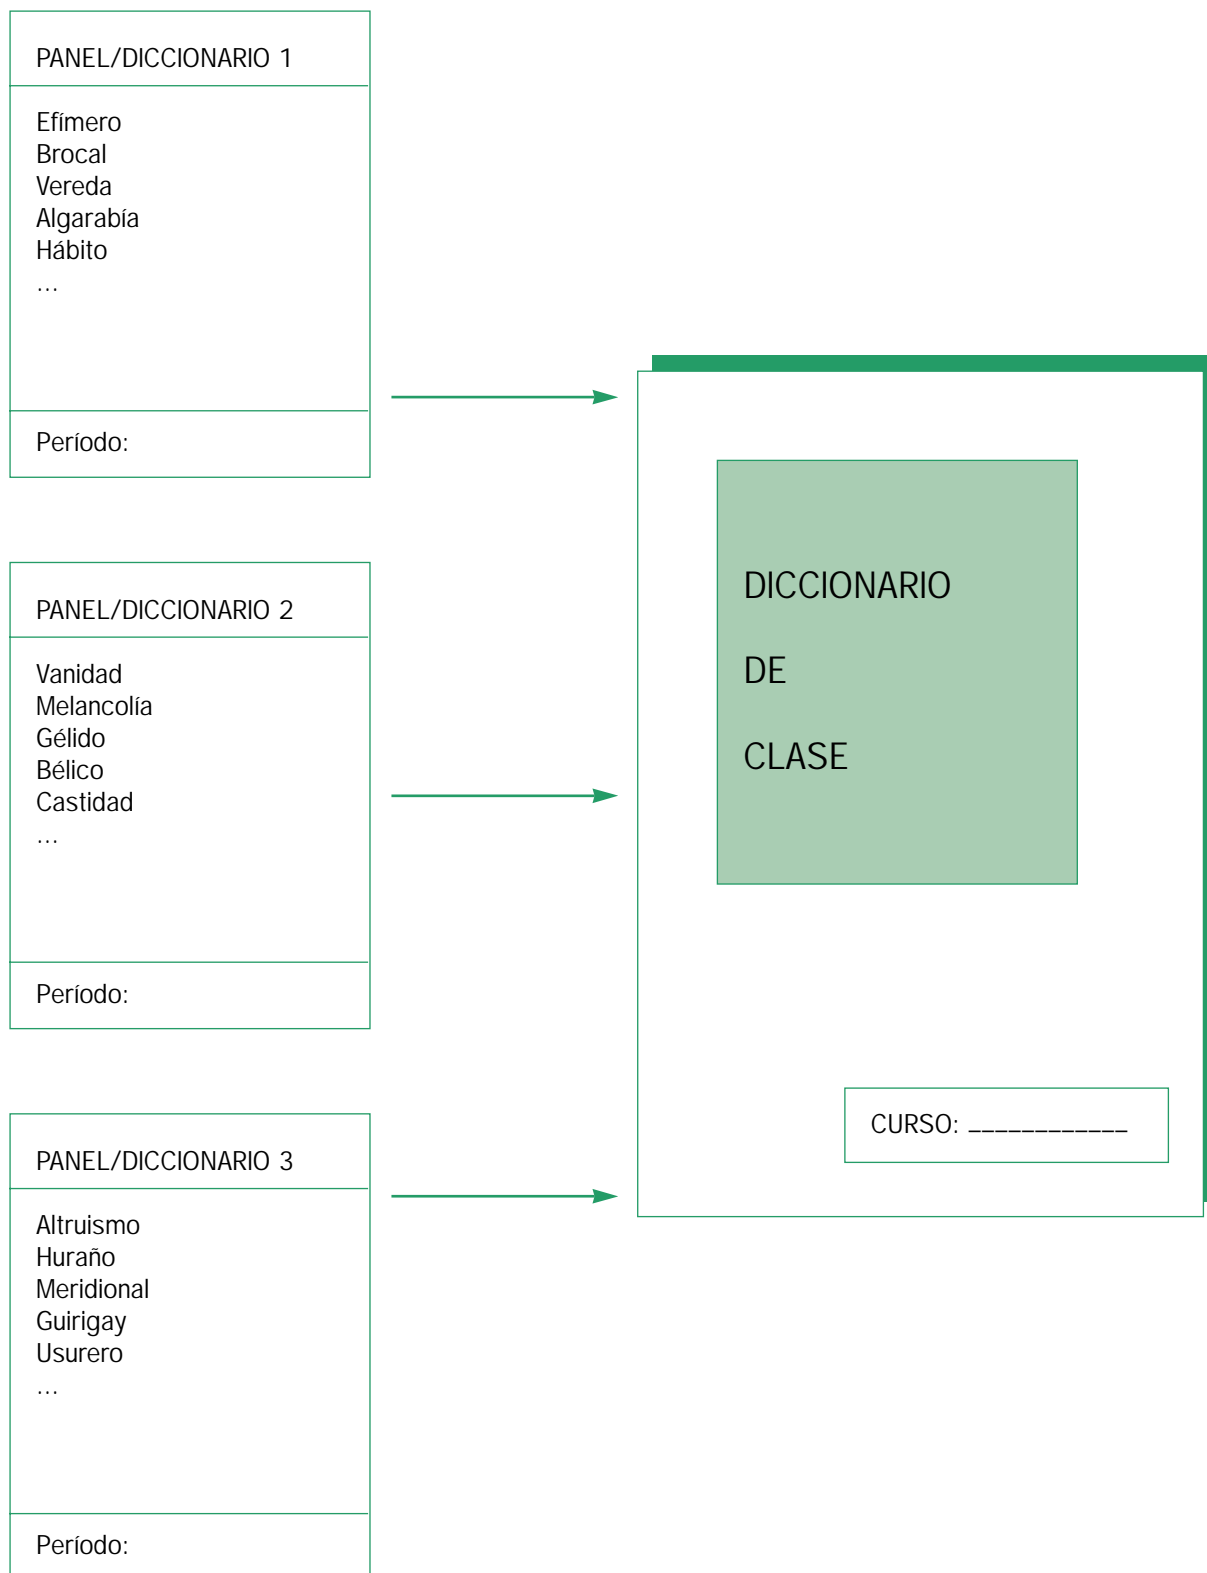 PANEL/DICCIONARIO 1
Efímero
Brocal
Vereda
Algarabía
Hábito
…
Período:
PANEL/DICCIONARIO 2
Vanidad
Melancolía
Gélido
Bélico
Castidad
…
Período:
PANEL/DICCIONARIO 3
Altruismo
Huraño
Meridional
Guirigay
Usurero
…
Período:
DICCIONARIO
DE
CLASE
CURSO: ____________